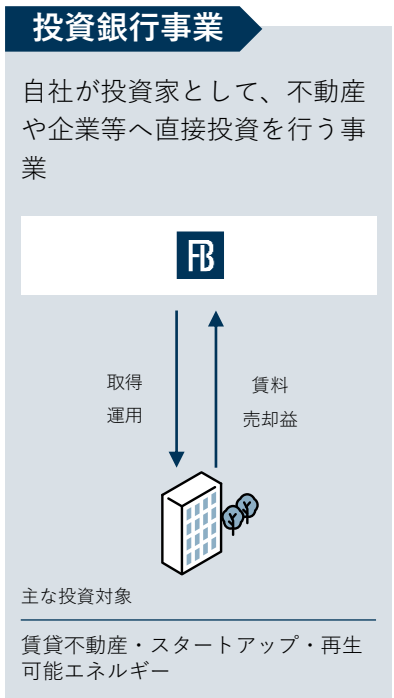 投資銀行事業
自社が投資家として、不動産
や企業等へ直接投資を行う事
業
FB
取得
運用
賃料
売却益
主な投資対象
賃貸不動産・スタートアップ・再生
可能エネルギー